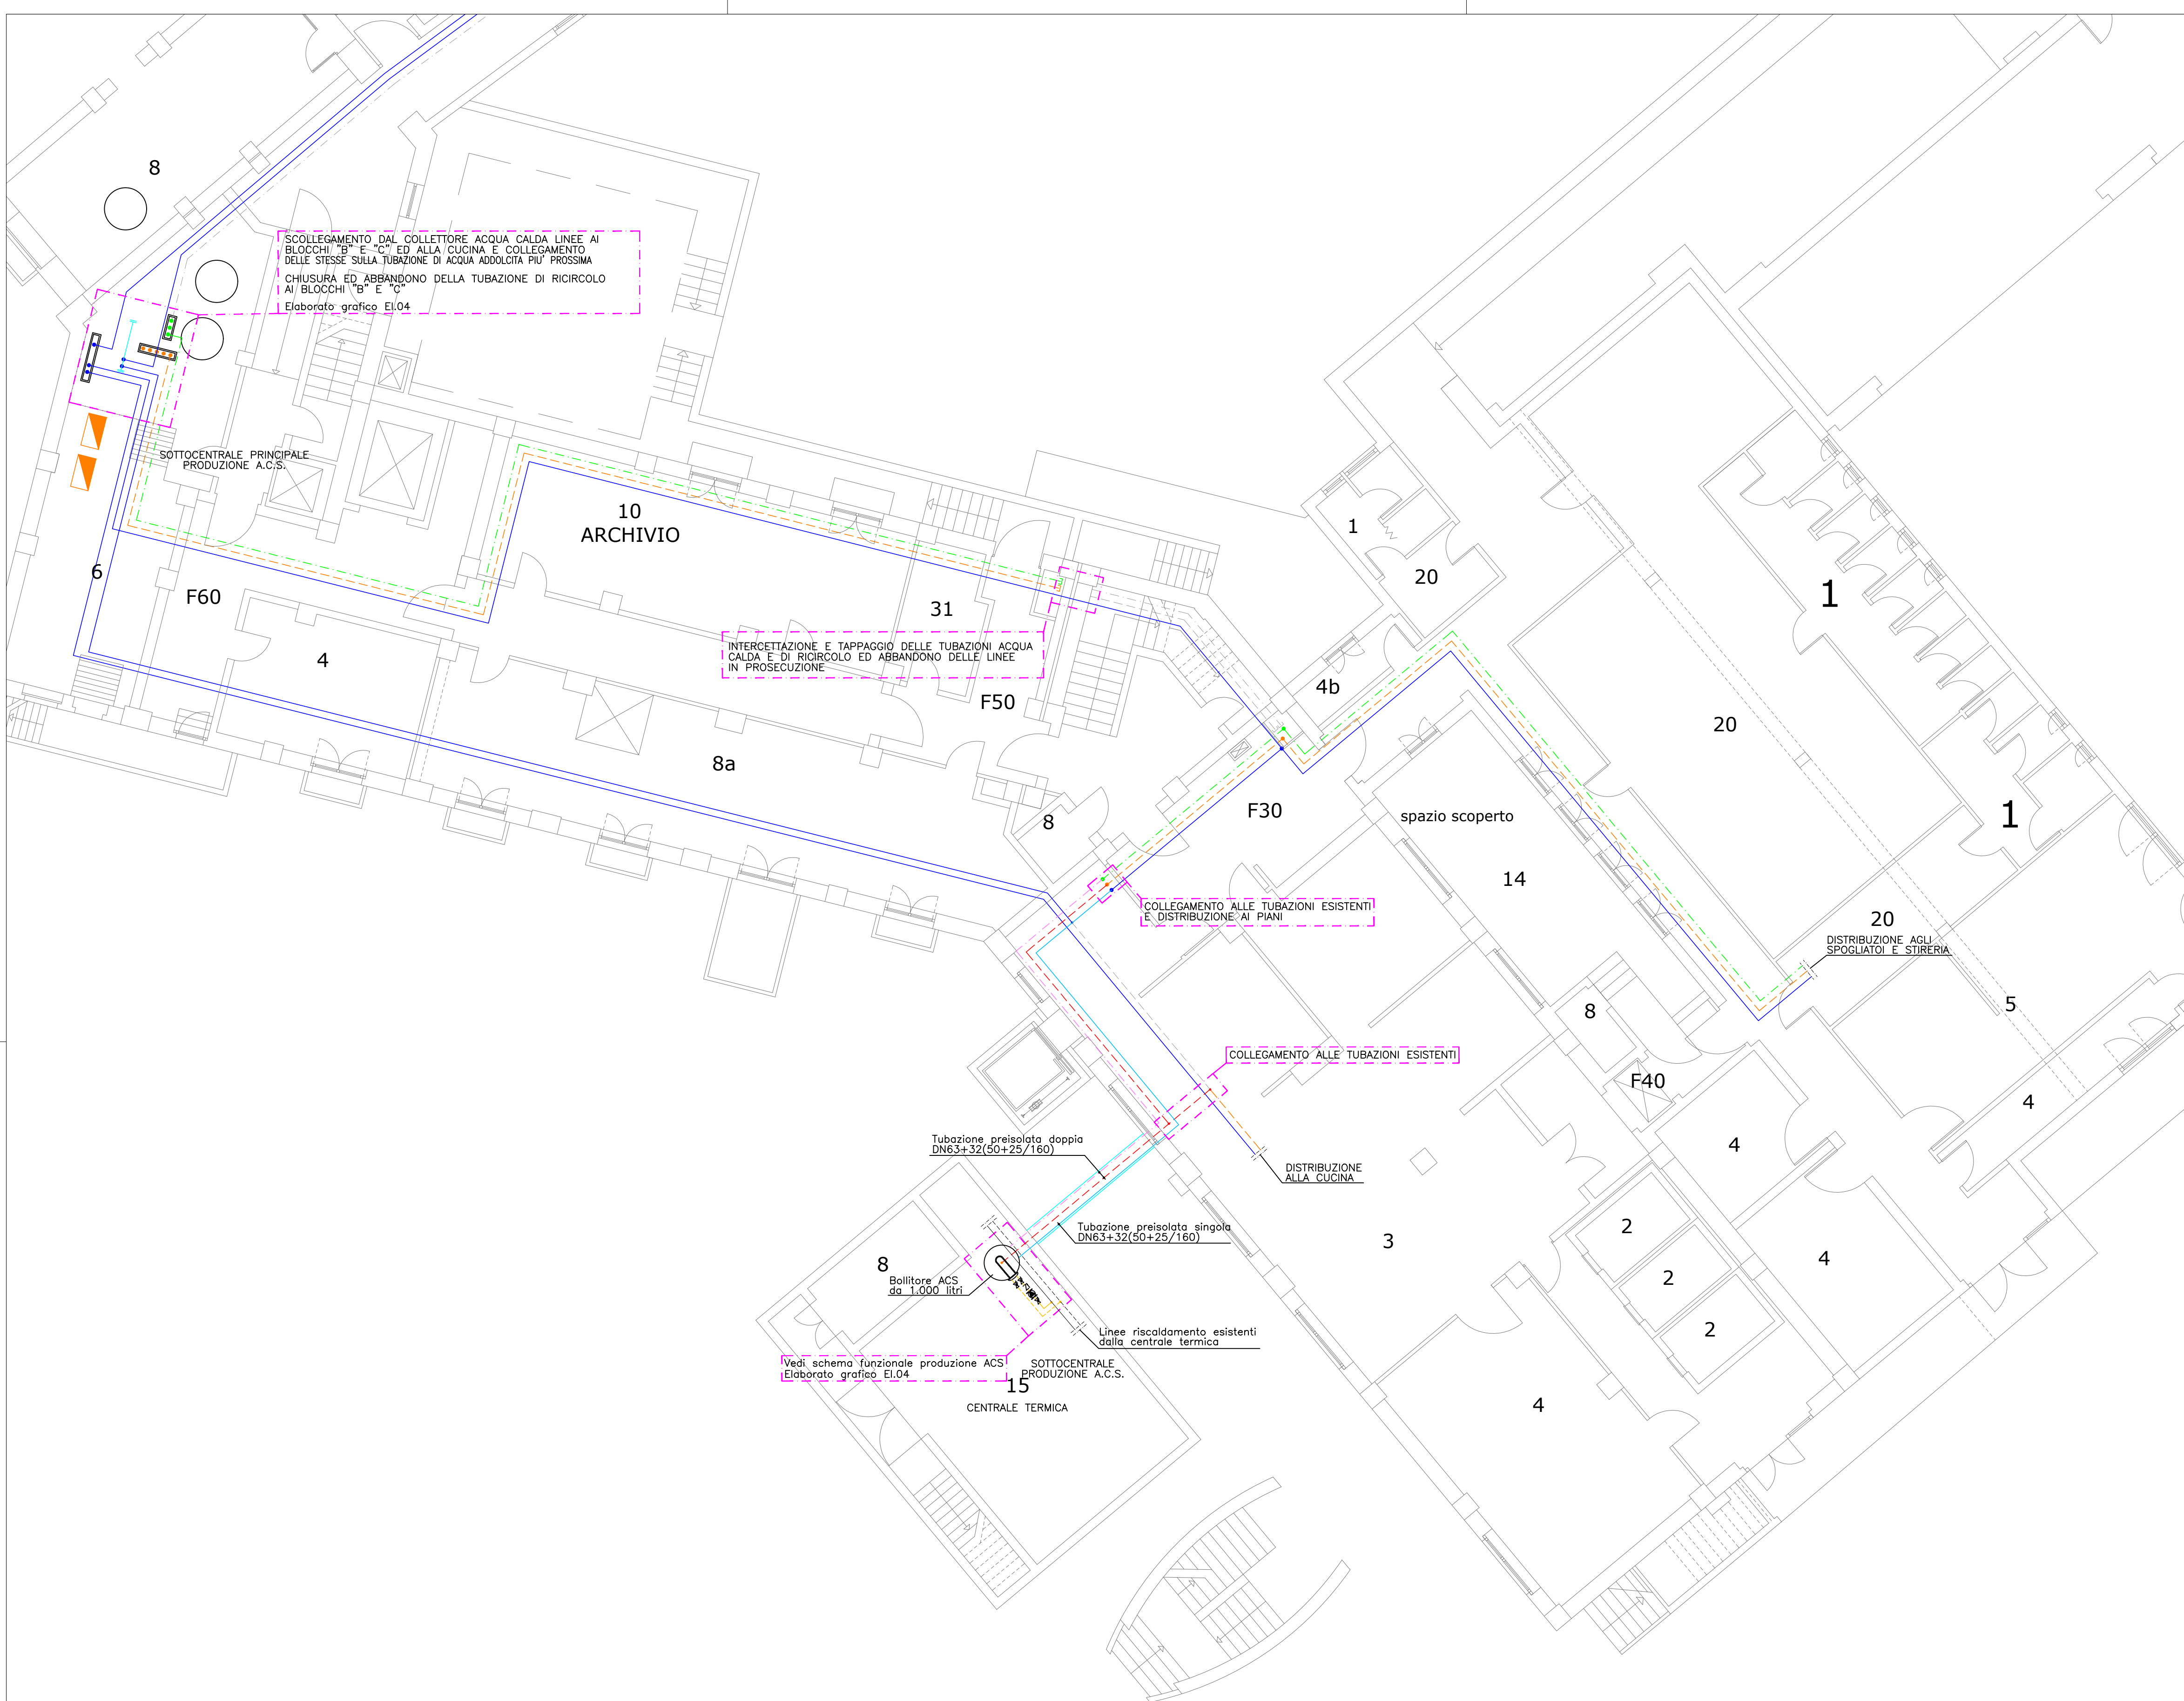 8
SCOLLEGAMENTO DAL COLLETTORE ACQUA CALDA LINEE AI
BLOCCHI "B" E "C" ED ALLA CUCINA E COLLEGAMENTO
DELLE STESSE SULLA TUBAZIONE DI ACQUA ADDOLCITA PIU' PROSSIMA
CHIUSURA ED ABBANDONO DELLA TUBAZIONE DI RICIRCOLO
AI BLOCCHI "B" E "C"
Elaborato grafico EI.04
SOTTOCENTRALE PRINCIPALE
PRODUZIONE A.C.S.
10
ARCHIVIO
6
F60
4
31
INTERCETTAZIONE E TAPPAGGIO DELLE TUBAZIONI ACQUA
CALDA E DI RICIRCOLO ED ABBANDONO DELLE LINEE
IN PROSECUZIONE
F50
8a
8
1
20
4b
F30
spazio scoperto
14
1
20
1
20
DISTRIBUZIONE AGLI
SPOGLIATOI E STIRERIA
5
COLLEGAMENTO ALLE TUBAZIONI ESISTENTI
E DISTRIBUZIONE AI PIANI
8
F40
COLLEGAMENTO ALLE TUBAZIONI ESISTENTI
4
4
Tubazione preisolata doppia
DN63+32(50+25/160)
DISTRIBUZIONE
ALLA CUCINA
Tubazione preisolata singola
DN63+32(50+25/160)
3
2
2
2
4
8
Bollitore ACS
da 1.000 litri
Linee riscaldamento esistenti
dalla centrale termica
Vedi schema funzionale produzione ACS
Elaborato grafico EI.04
SOTTOCENTRALE
PRODUZIONE A.C.S.
15
CENTRALE TERMICA
4